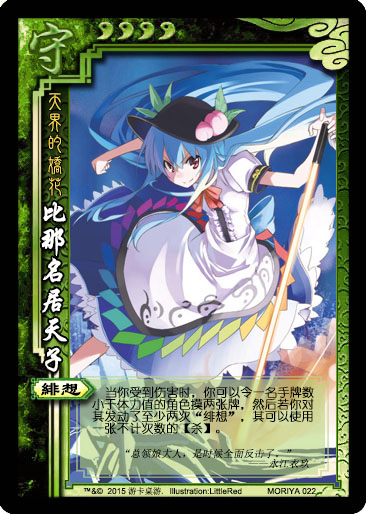 守
天界的娇花
比那名居天子
緋想
当你受到伤害时，你可以令一名手牌数
小于体力值的角色摸两张牌，然后若你对
其发动了至少两次“绯想”，其可以使用
一张不计次数的【杀】。
“总领娘大人，是时候全面反击了。”
——永江衣玖
™&© 2015 游卡桌游. Illustration:LittleRed
MORIYA 022